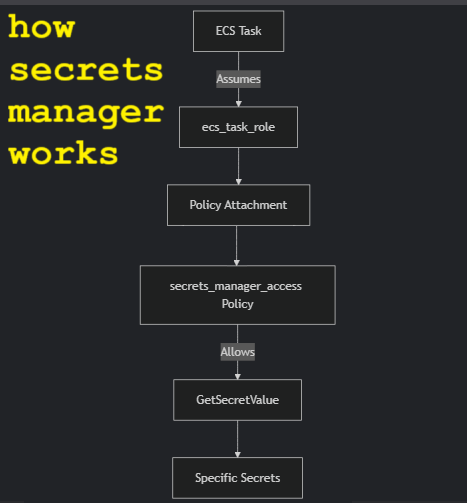 how
secrets
manager
works
ECS Task
Assumes
ecs_task_role
Policy Attachment
secrets_manager_access
Policy
Allows
GetSecretValue
Specific Secrets